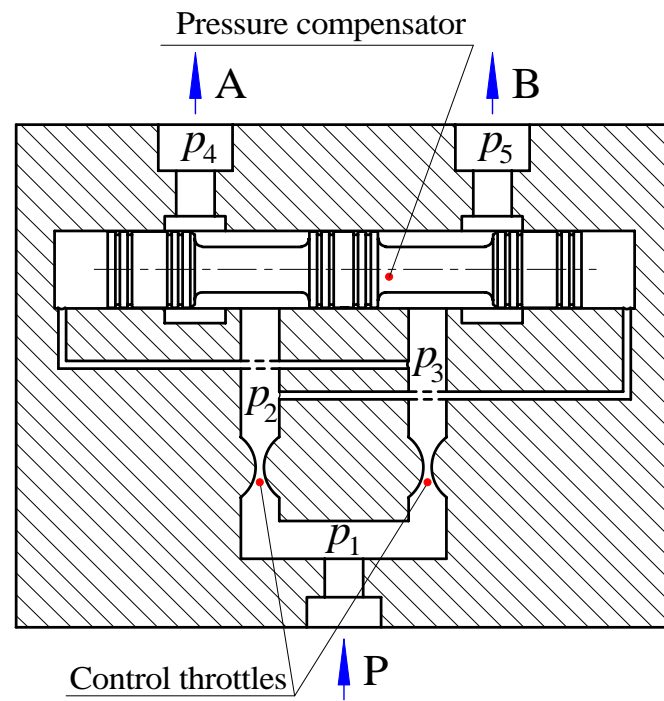 Pressure compensator
A B
p4 p5
p3
p2
p1
Control throttles P